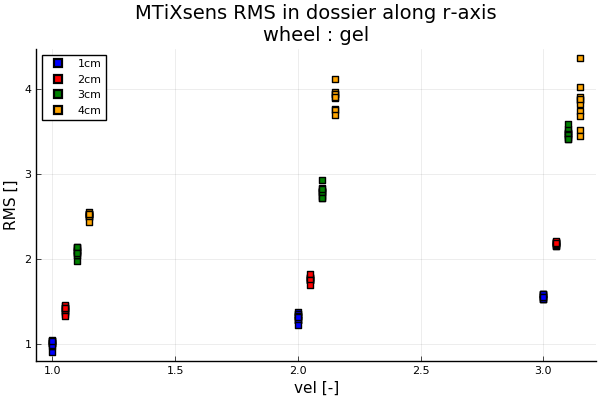 MTiXsens RMS in dossier along r-axis
wheel : gel
1cm
2cm
3cm
4cm
RMS []
4
3
2
1
1.0 1.5 2.0 2.5 3.0
vel [-]